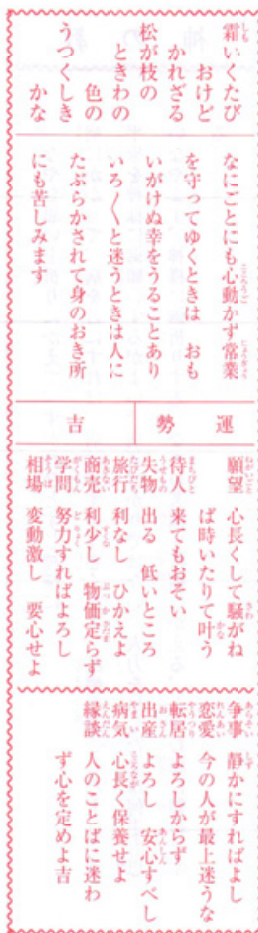 霜いくたび
おけど
かれざる
松が枝の
ときわの
色の
うつくしき
かな
なにごとにも心動かず常業
を守ってゆくときは おも
いがけぬ幸をうることあり
いろ〳〵と迷うときは人に
たぶらかされて身のおき所
にも苦しみます
運勢 吉
願望 心長くして騒がね
ば時いたりて叶う
待人 来てもおそい
失物 出る 低いところ
旅行 利なし ひかえよ
商売 利少し 物価定らず
学問 努力すればよろし
相場 変動激し 要心せよ
争事 静かにすればよし
恋愛 今の人が最上迷うな
転居 よろしからず
出産 よろし 安心すべし
病気 心長く保養せよ
縁談 人のことばに迷わ
ず心を定めよ吉